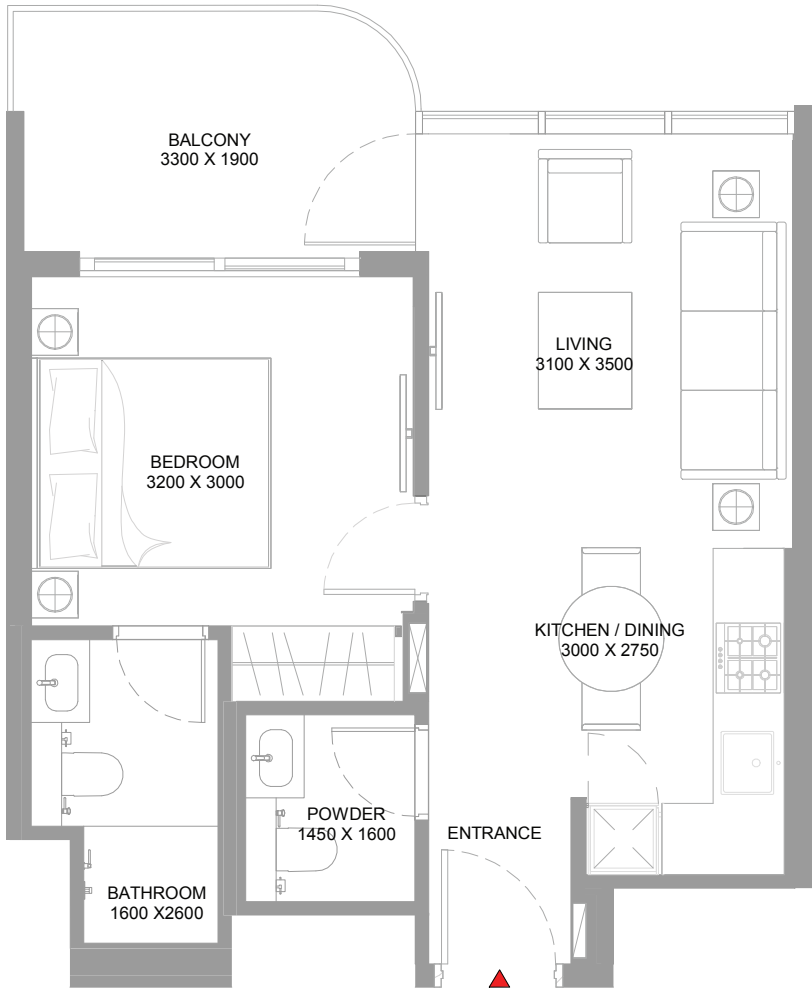 BALCONY
3300 X 1900
LIVING
3100 X 3500
BEDROOM
3200 X 3000
KITCHEN / DINING
3000 X 2750
POWDER
1450 X 1600
ENTRANCE
BATHROOM
1600 X2600